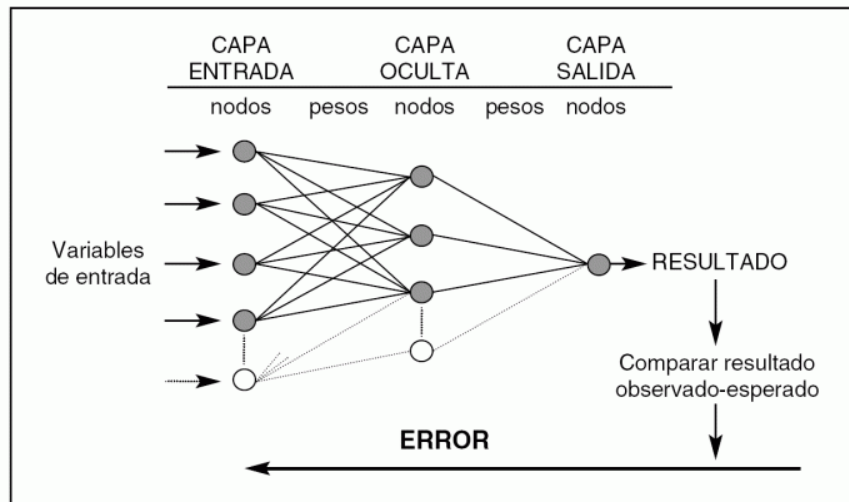 CAPA
ENTRADA
CAPA
OCULTA
CAPA
SALIDA
nodos pesos nodos pesos nodos
Variables
de entrada
RESULTADO
Comparar resultado
observado-esperado
ERROR